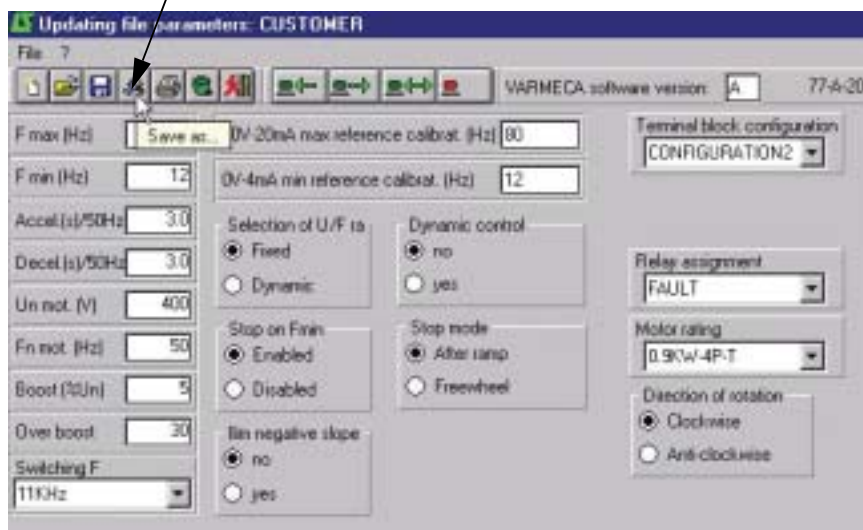 Updating file parameters: CUSTOMER
File ?
VARMECA software version: A 77-A-20
F max (Hz) Save as... 0V-20mA max reference calibrat. (Hz) 80
F min (Hz) 12 0V-4mA min reference calibrat. (Hz) 12
Terminal block configuration
CONFIGURATION2
Accel.(s)/50Hz 3.0
Decel.(s)/50Hz 3.0
Un mot. (V) 400
Fn mot. (Hz) 50
Boost (%Un) 5
Over boost 30
Switching F
11KHz
Selection of U/F ra
Fixed
Dynamic
Dynamic control
no
yes
Stop on Fmin
Enabled
Disabled
Stop mode
After ramp
Freewheel
Ilim negative slope
no
yes
Relay assignment
FAULT
Motor rating
0.9KW-4P-T
Direction of rotation
Clockwise
Anti-clockwise